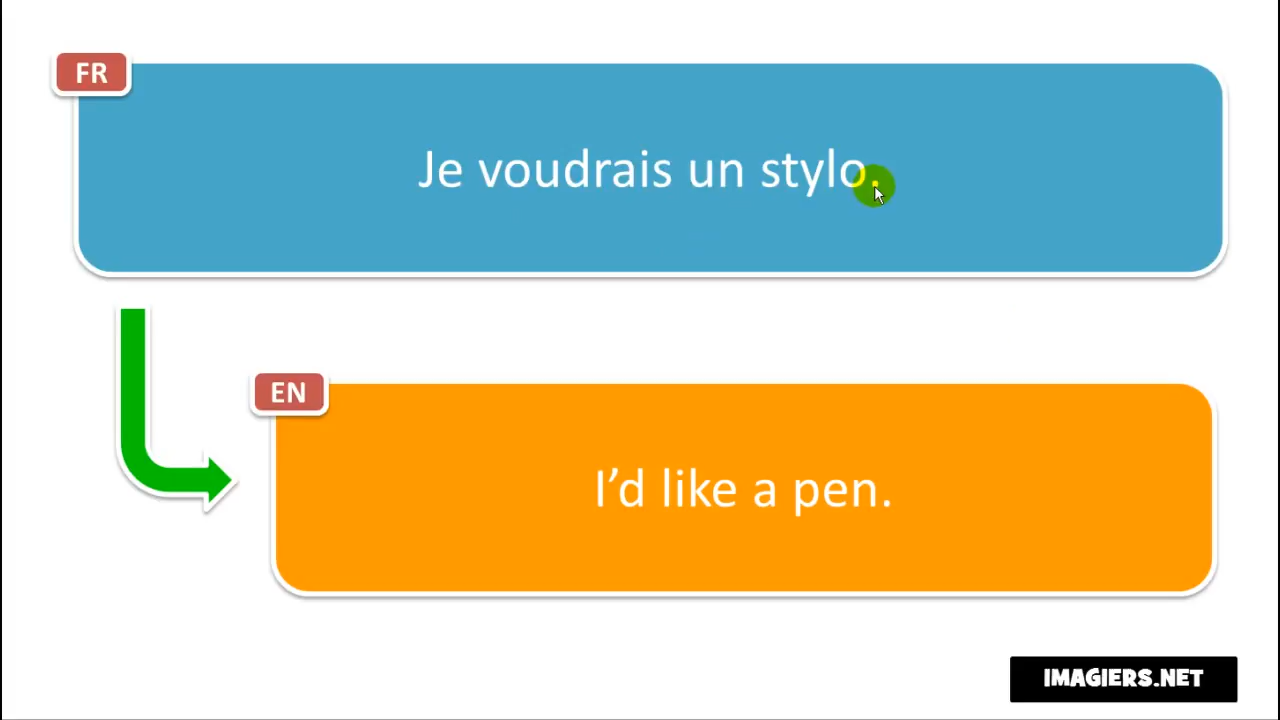 FR
Je voudrais un stylo.
EN
I’d like a pen.
IMAGIERS.NET